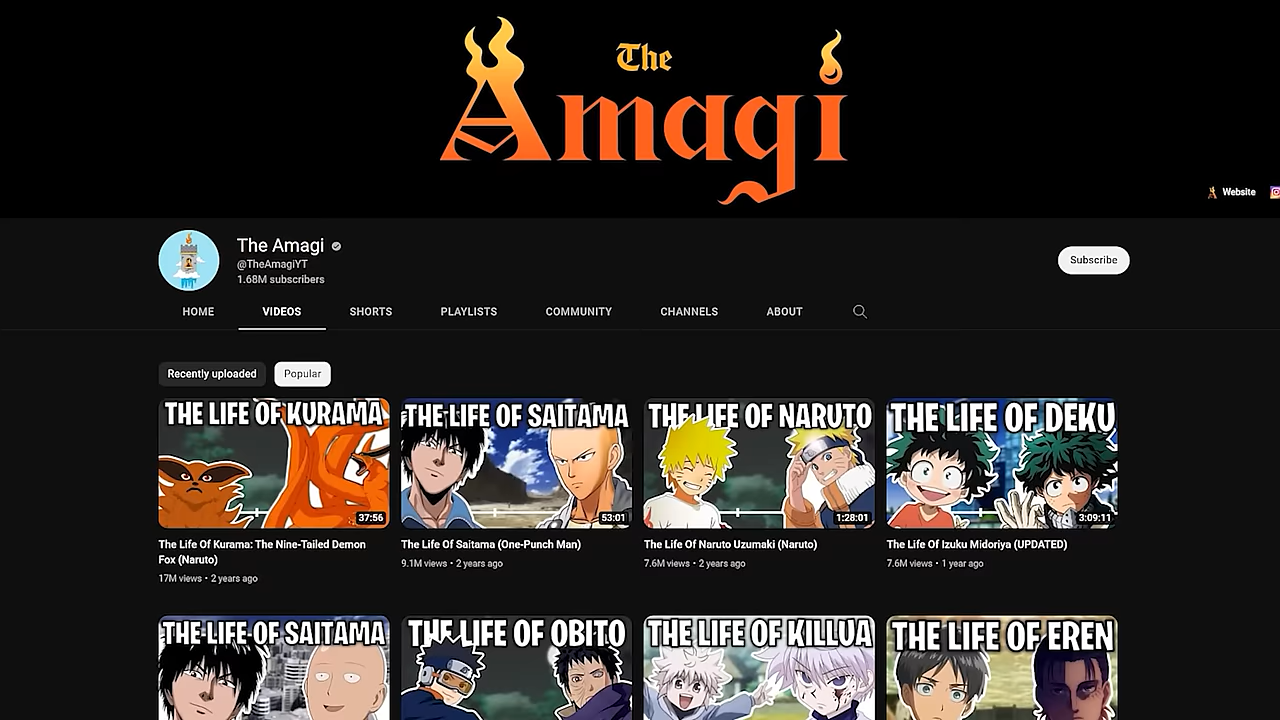 The
Amagi
Website
The Amagi
@TheAmagiYT
1.68M subscribers
Subscribe
HOME
VIDEOS
SHORTS
PLAYLISTS
COMMUNITY
CHANNELS
ABOUT
Recently uploaded
Popular
THE LIFE OF KURAMA
37:56
THE LIFE OF SAITAMA
53:01
THE LIFE OF NARUTO
1:28:01
THE LIFE OF DEKU
3:09:11
The Life Of Kurama: The Nine-Tailed Demon
Fox (Naruto)
17M views • 2 years ago
The Life Of Saitama (One-Punch Man)
9.1M views • 2 years ago
The Life Of Naruto Uzumaki (Naruto)
7.6M views • 2 years ago
The Life Of Izuku Midoriya (UPDATED)
7.6M views • 1 year ago
THE LIFE OF SAITAMA
THE LIFE OF OBITO
THE LIFE OF KILLUA
THE LIFE OF EREN